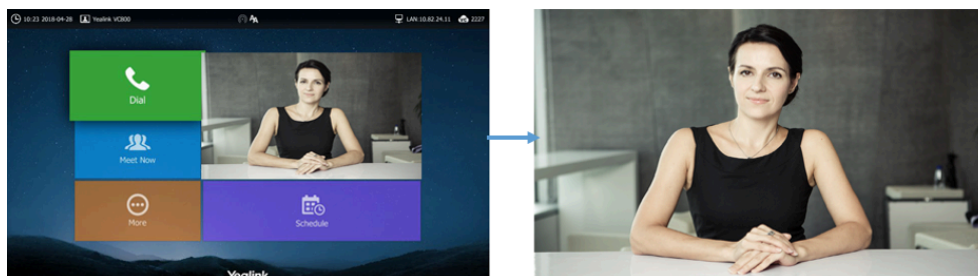 10:23 2018-04-28 Yealink VC800 LAN:10.82.24.11 2227
Dial
Meet Now
More
Schedule
Yealink